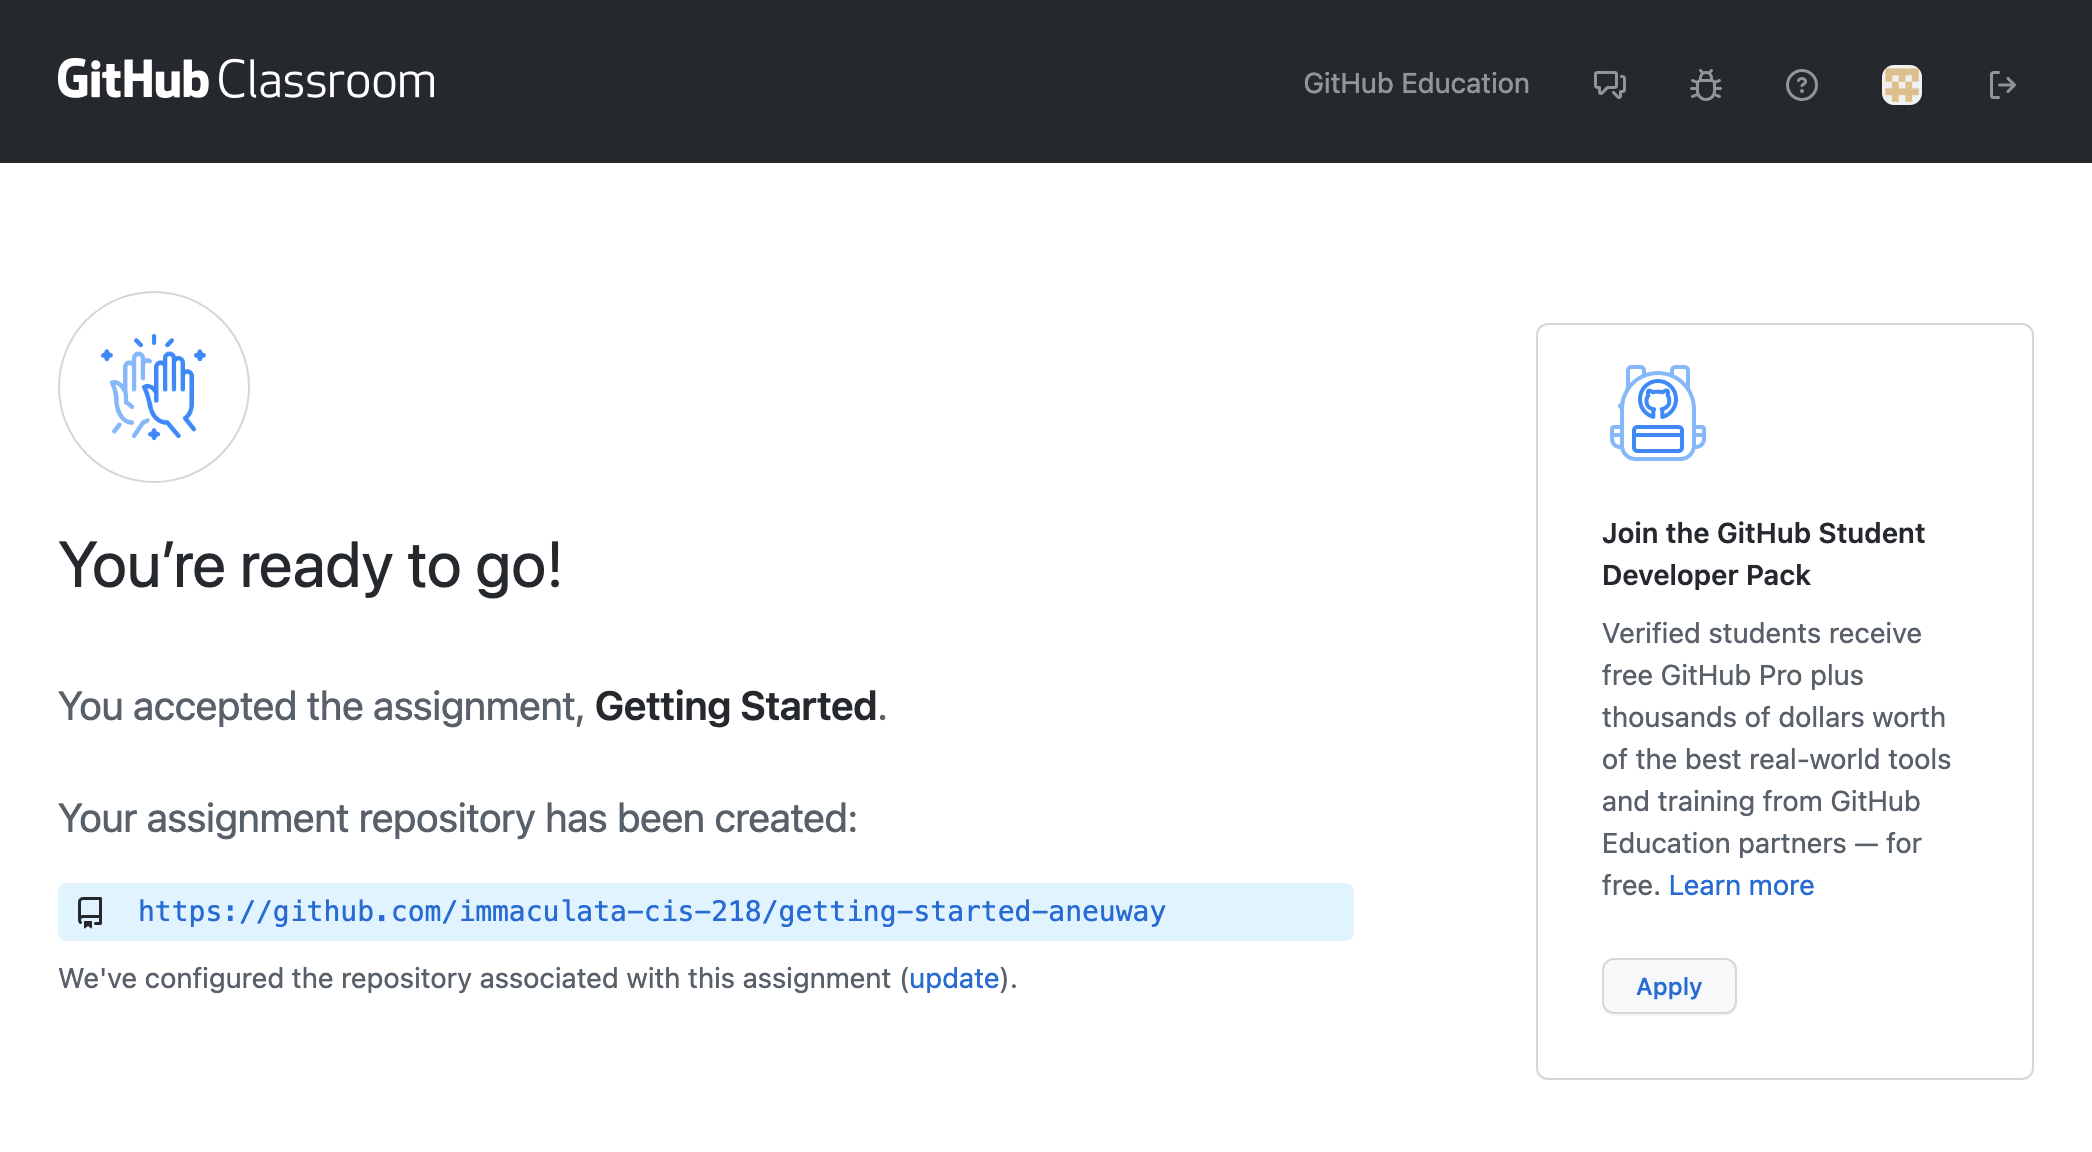 GitHub Classroom
GitHub Education
You’re ready to go!
You accepted the assignment, Getting Started.
Your assignment repository has been created:
https://github.com/immaculata-cis-218/getting-started-aneuway
We've configured the repository associated with this assignment (update).
Join the GitHub Student
Developer Pack
Verified students receive
free GitHub Pro plus
thousands of dollars worth
of the best real-world tools
and training from GitHub
Education partners — for
free. Learn more
Apply